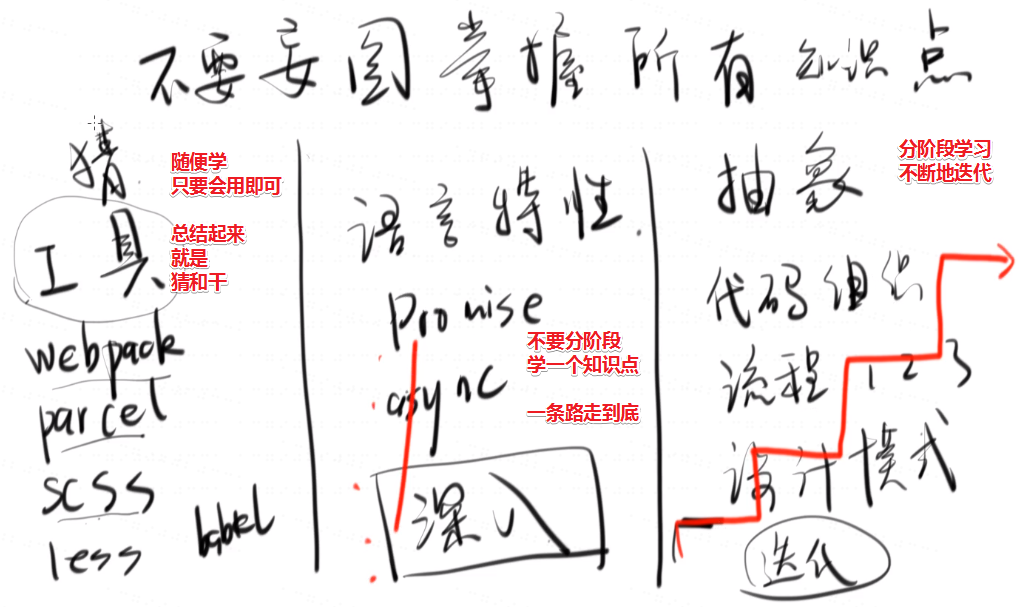 不要妄图掌握所有知识点
猜
随便学
只要会用即可
工具
总结起来
就是
猜和干
webpack
parcel
scss
less
babel
语言特性
promise
async
不要分阶段
学一个知识点
一条路走到底
深入
抽象
分阶段学习
不断地迭代
代码组织
流程 1 2 3
设计模式
迭代